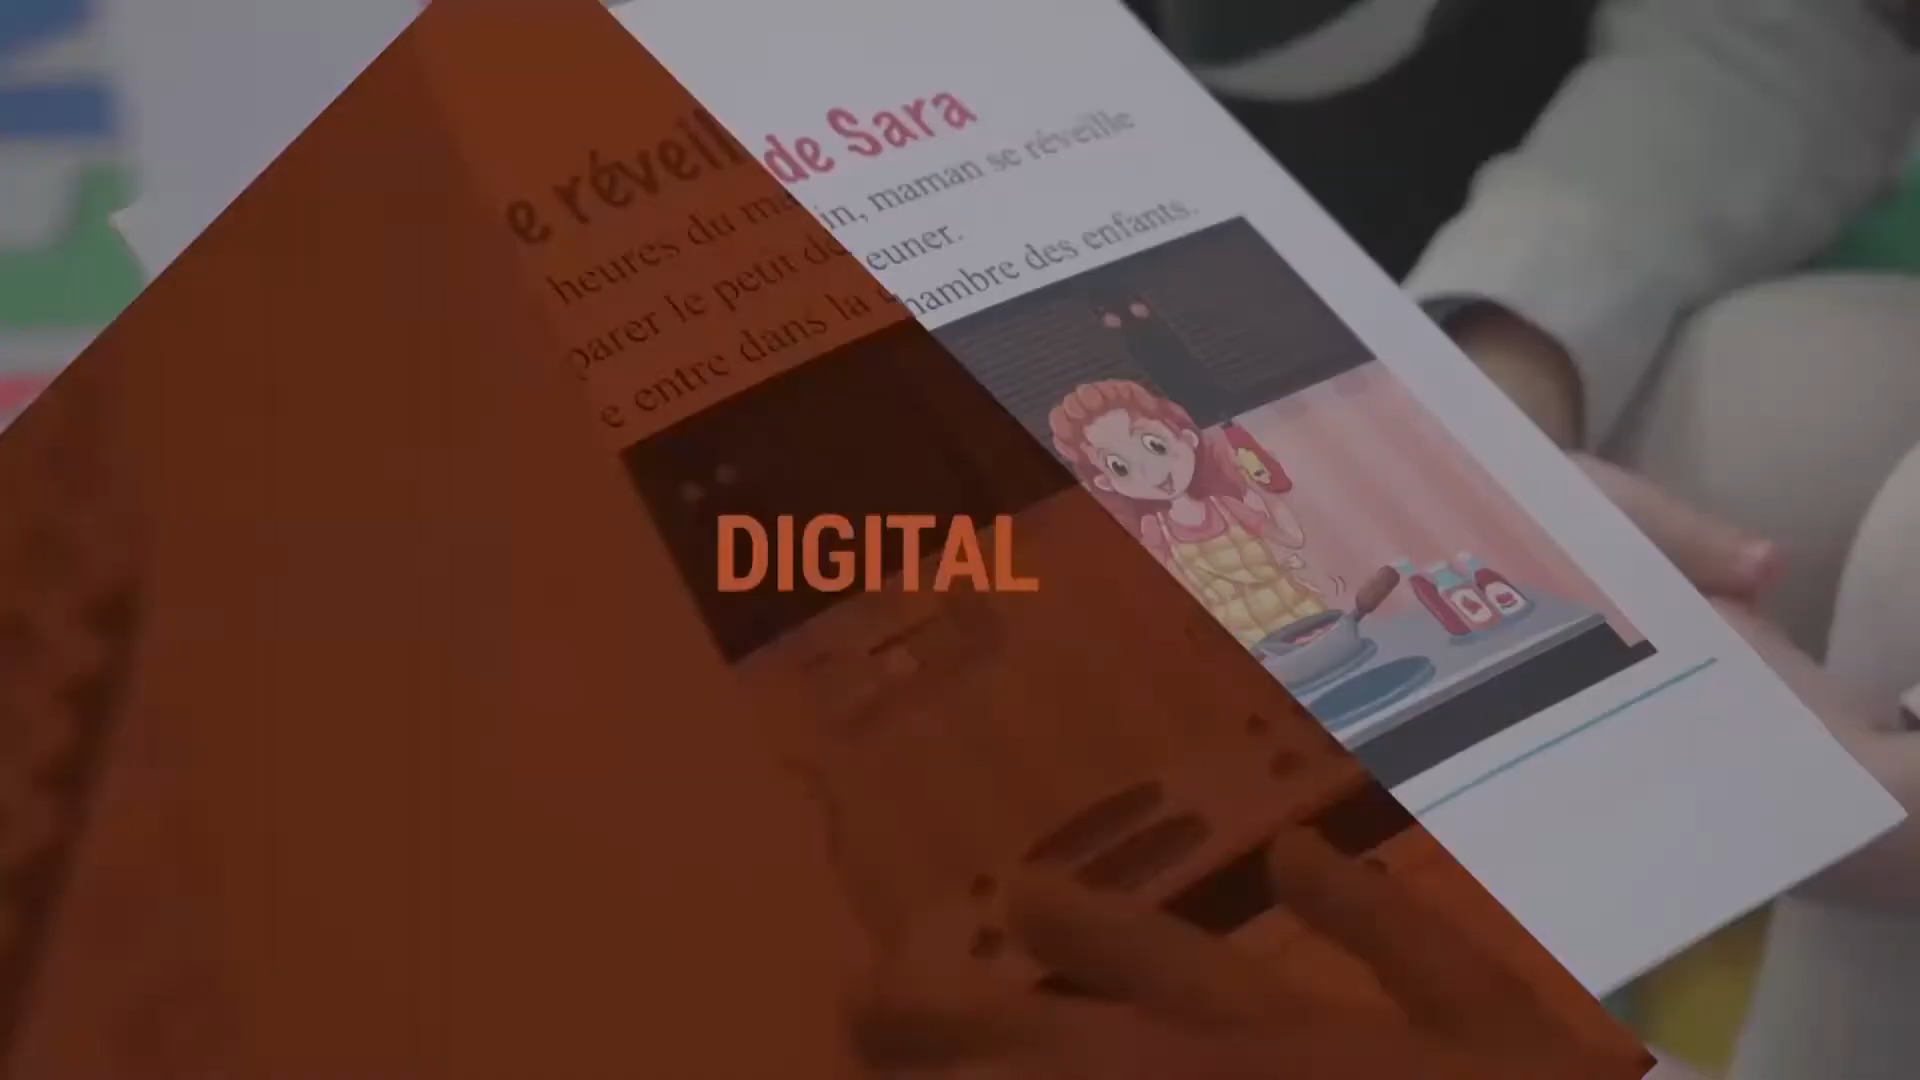 e réveil de Sara
heures du matin, maman se réveille
parer le petit déjeuner.
e entre dans la chambre des enfants.
DIGITAL